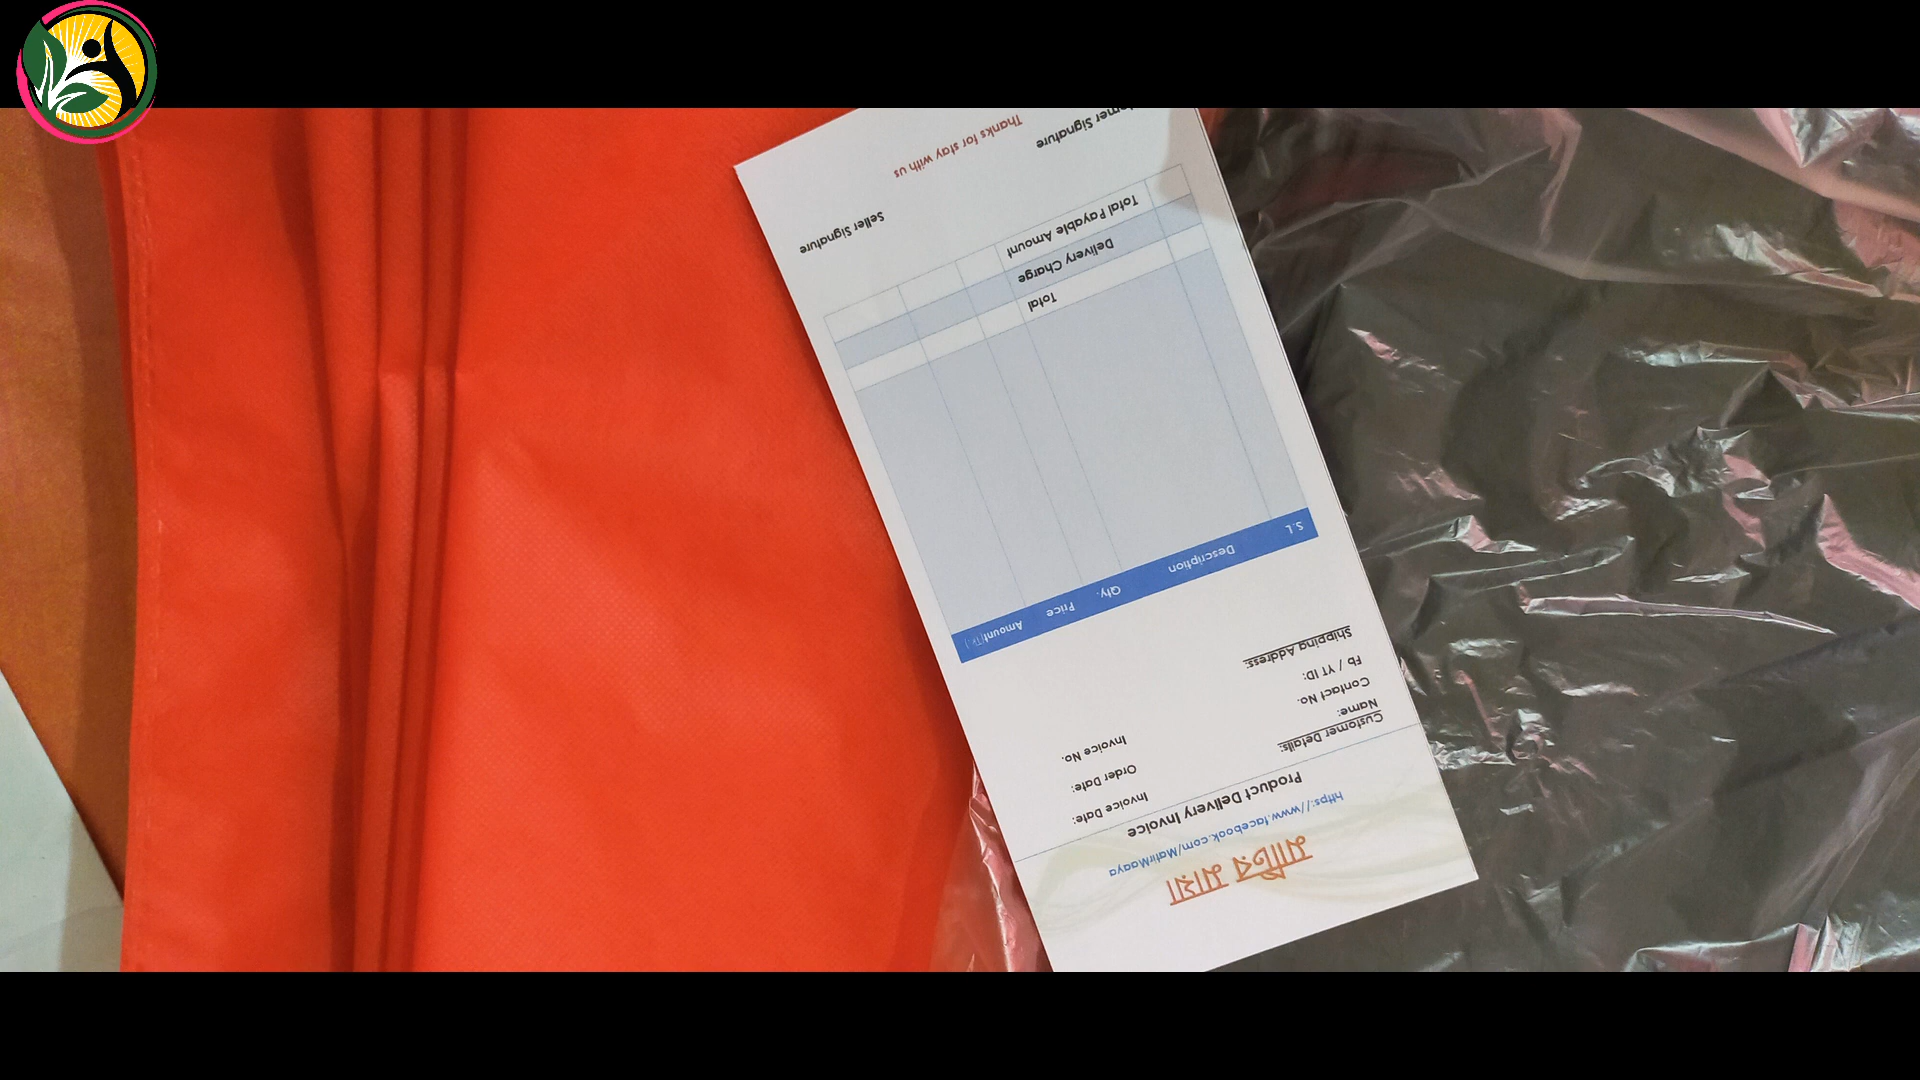 মাটির মায়া
https://www.facebook.com/MatirMaaya
Product Delivery Invoice
Customer Details:
Name:
Contact No.
Fb / YT ID:
Shipping Address:
Invoice Date:
Order Date:
Invoice No.
S.L Description Qty. Price Amount(Tk.)
Total
Delivery Charge
Total Payable Amount
Seller Signature
Signature
Thanks for stay with us